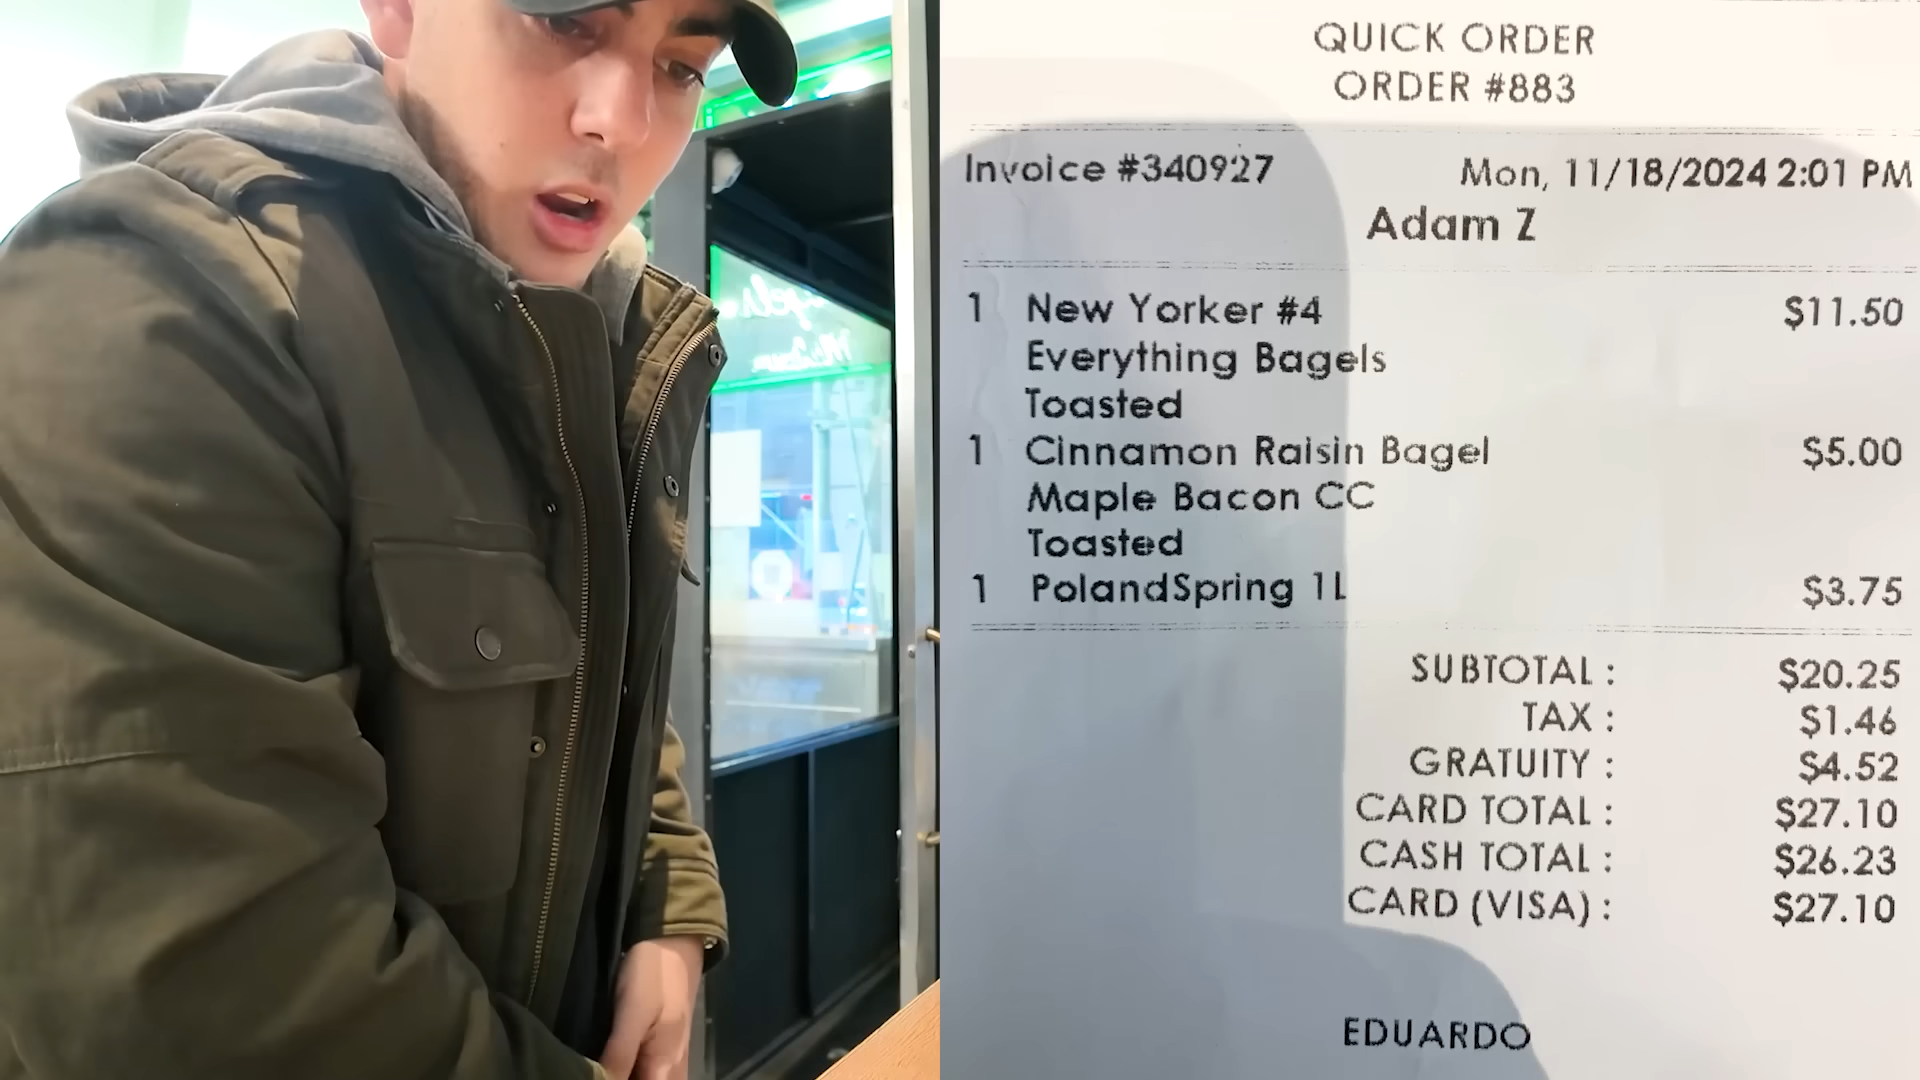 QUICK ORDER
ORDER #883
Invoice #340927 Mon, 11/18/2024 2:01 PM
Adam Z
1 New Yorker #4 $11.50
Everything Bagels
Toasted
1 Cinnamon Raisin Bagel $5.00
Maple Bacon CC
Toasted
1 PolandSpring 1L $3.75
SUBTOTAL : $20.25
TAX : $1.46
GRATUITY : $4.52
CARD TOTAL : $27.10
CASH TOTAL : $26.23
CARD (VISA) : $27.10
EDUARDO